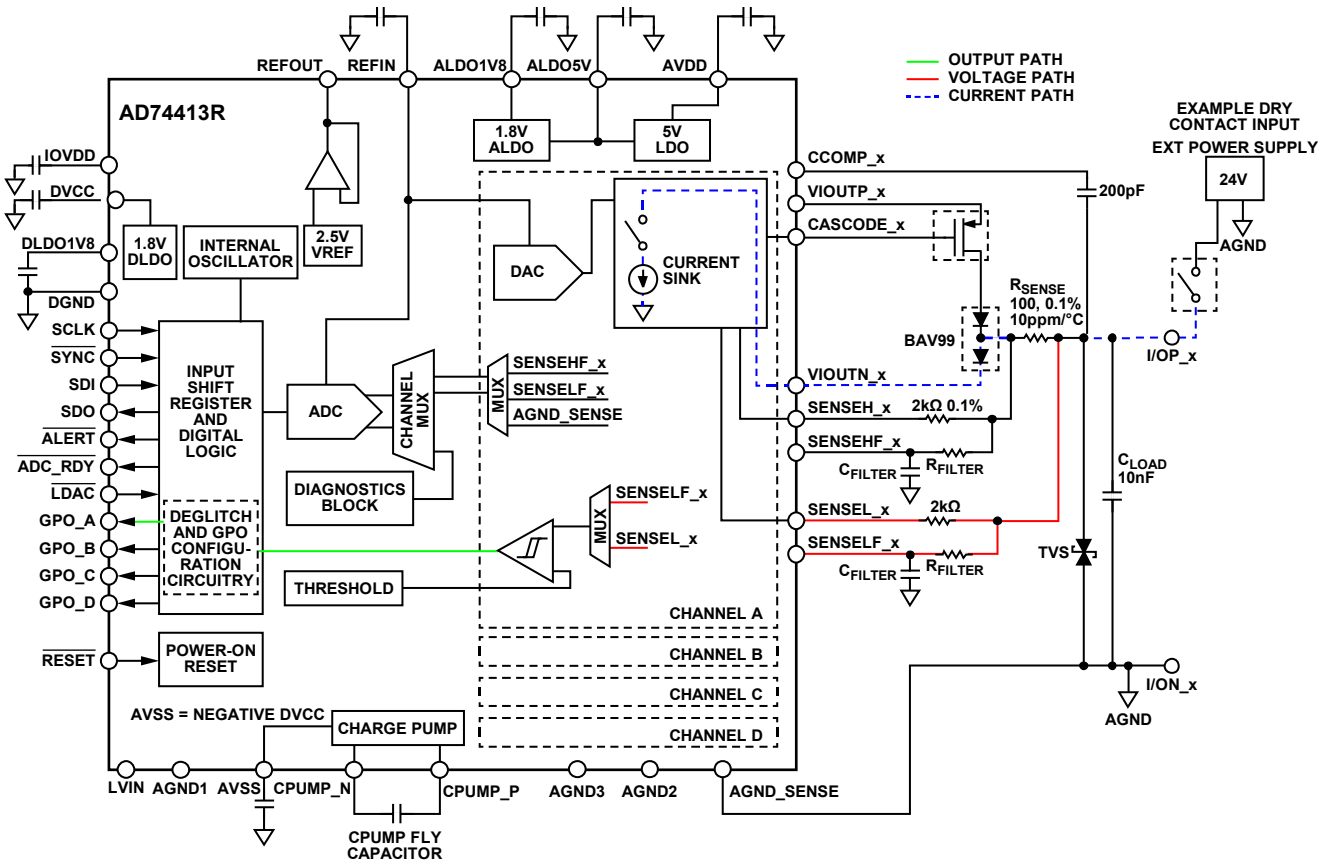 OUTPUT PATH
VOLTAGE PATH
CURRENT PATH
REFOUT
REFIN
ALDO1V8
ALDO5V
AVDD
AD74413R
EXAMPLE DRY
CONTACT INPUT
EXT POWER SUPPLY
24V
AGND
1.8V
ALDO
5V
LDO
IOVDD
DVCC
DLDO1V8
DGND
1.8V
DLDO
INTERNAL
OSCILLATOR
2.5V
VREF
DAC
CURRENT
SINK
CCOMP_x
VIOUTP_x
CASCODE_x
200pF
RSENSE
100, 0.1%
10ppm/°C
BAV99
I/OP_x
VIOUTN_x
SCLK
SYNC
SDI
SDO
ALERT
ADC_RDY
LDAC
GPO_A
GPO_B
GPO_C
GPO_D
RESET
INPUT
SHIFT
REGISTER
AND
DIGITAL
LOGIC
DEGLITCH
AND GPO
CONFIGU-
RATION
CIRCUITRY
POWER-ON
RESET
ADC
CHANNEL
MUX
MUX
SENSEHF_x
SENSELF_x
AGND_SENSE
DIAGNOSTICS
BLOCK
THRESHOLD
MUX
SENSELF_x
SENSEL_x
SENSEH_x
2kΩ 0.1%
SENSEHF_x
CFILTER
RFILTER
SENSEL_x
2kΩ
SENSELF_x
CFILTER
RFILTER
CLOAD
10nF
TVS
CHANNEL A
CHANNEL B
CHANNEL C
CHANNEL D
I/ON_x
AGND
AVSS = NEGATIVE DVCC
CHARGE PUMP
LVIN
AGND1
AVSS
CPUMP_N
CPUMP_P
AGND3
AGND2
AGND_SENSE
CPUMP FLY
CAPACITOR